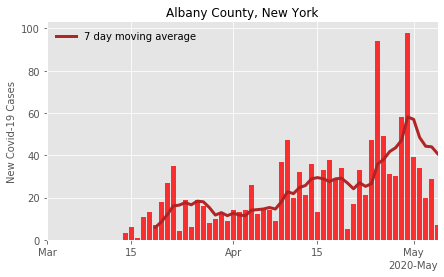 Albany County, New York
7 day moving average
New Covid-19 Cases
100
80
60
40
20
0
Mar 15 Apr 15 May
2020-May